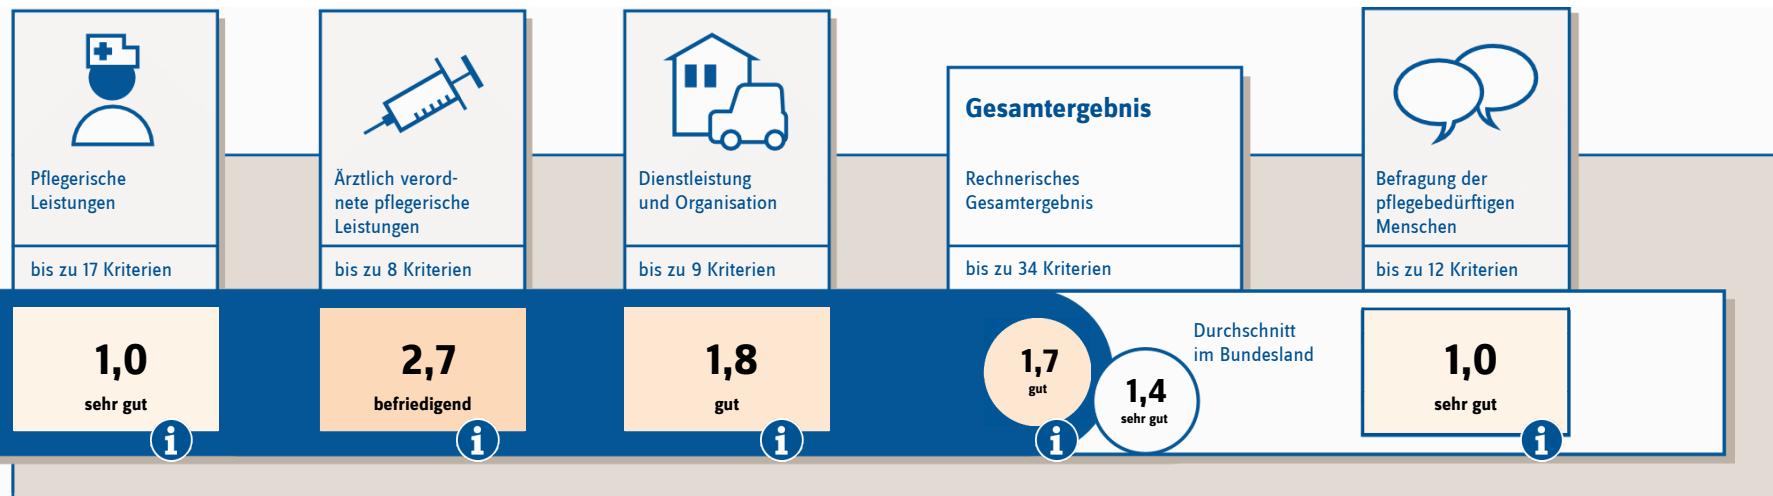 Pflegerische
Leistungen
bis zu 17 Kriterien
1,0
sehr gut
i
Ärztlich verord-
nete pflegerische
Leistungen
bis zu 8 Kriterien
2,7
befriedigend
i
Dienstleistung
und Organisation
bis zu 9 Kriterien
1,8
gut
i
Gesamtergebnis
Rechnerisches
Gesamtergebnis
bis zu 34 Kriterien
1,7
gut
i
Durchschnitt
im Bundesland
1,4
sehr gut
Befragung der
pflegebedürftigen
Menschen
bis zu 12 Kriterien
1,0
sehr gut
i